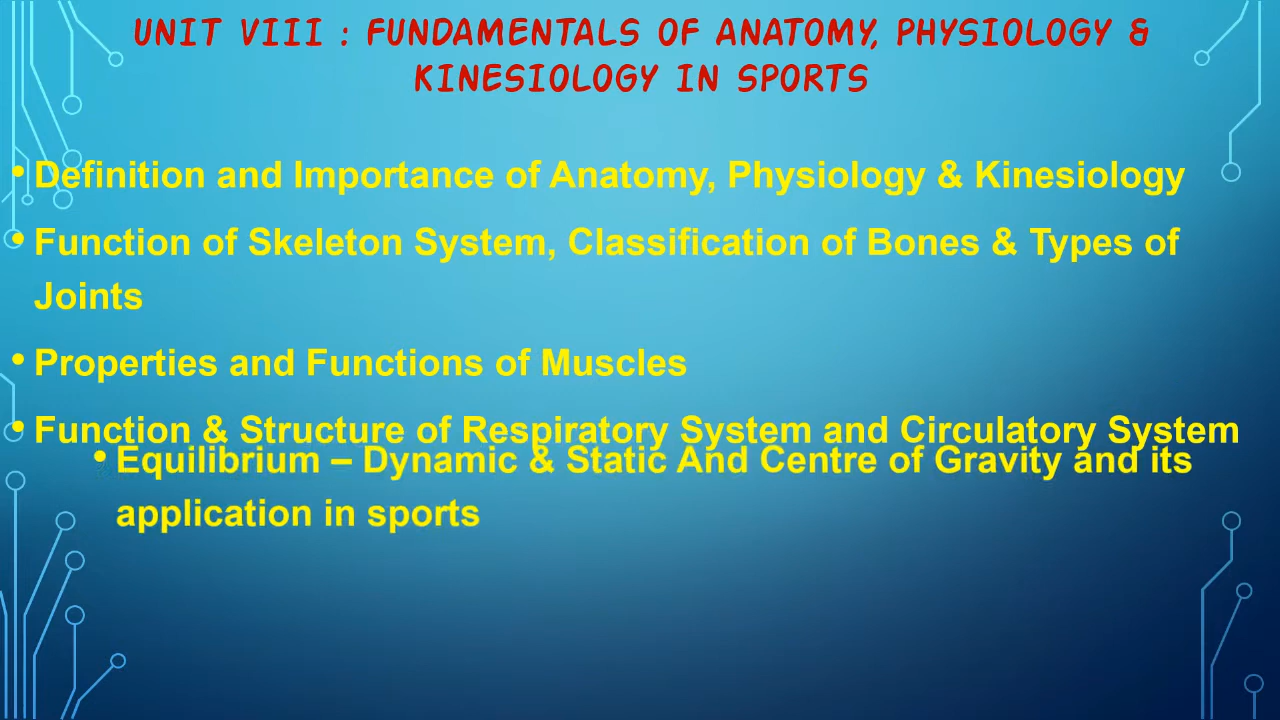 UNIT VIII : FUNDAMENTALS OF ANATOMY, PHYSIOLOGY &
KINESIOLOGY IN SPORTS
• Definition and Importance of Anatomy, Physiology & Kinesiology
• Function of Skeleton System, Classification of Bones & Types of
Joints
• Properties and Functions of Muscles
• Function & Structure of Respiratory System and Circulatory System
• Equilibrium – Dynamic & Static And Centre of Gravity and its
application in sports